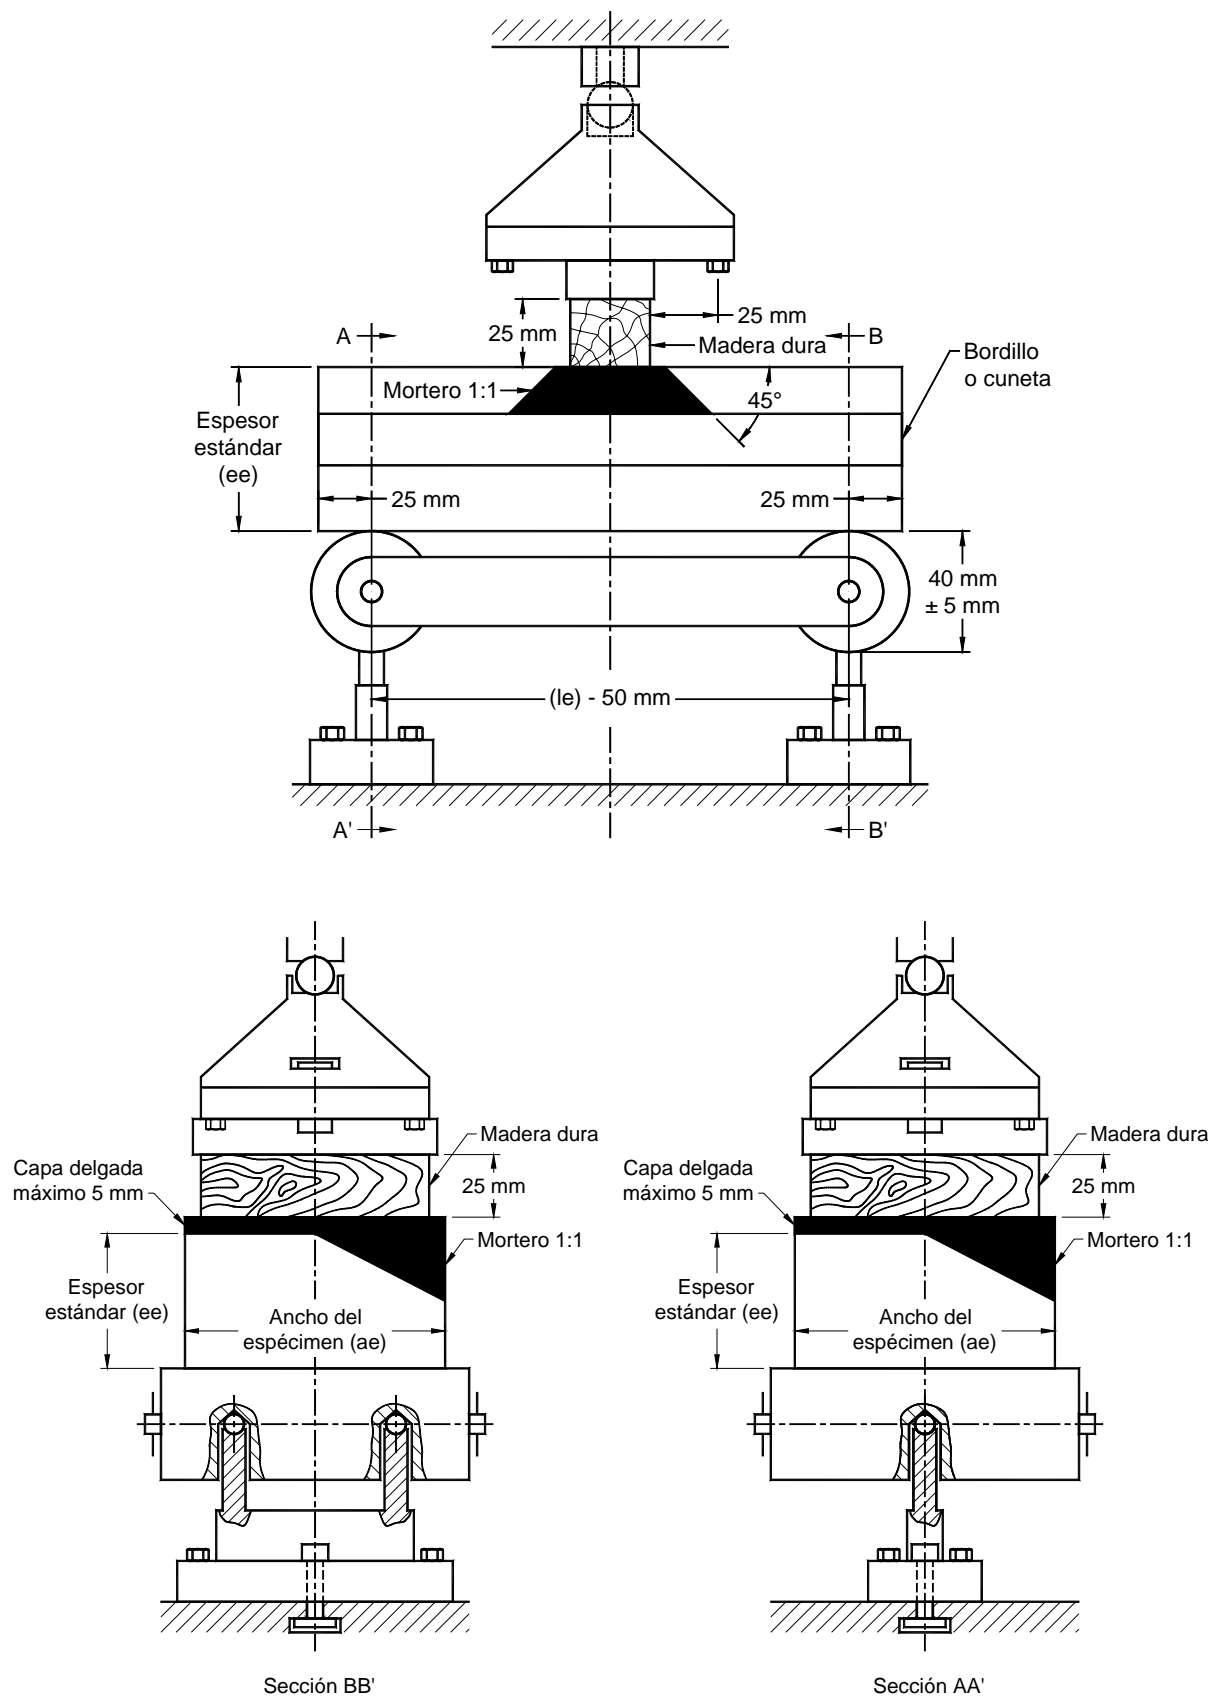 25 mm
A
25 mm
B
Madera dura
Bordillo
o cuneta
Mortero 1:1
45°
Espesor
estándar
(ee)
25 mm
25 mm
40 mm
± 5 mm
(le) - 50 mm
A'
B'
Madera dura
Capa delgada
máximo 5 mm
25 mm
Mortero 1:1
Espesor
estándar (ee)
Ancho del
espécimen (ae)
Sección BB'
Madera dura
Capa delgada
máximo 5 mm
25 mm
Mortero 1:1
Espesor
estándar (ee)
Ancho del
espécimen (ae)
Sección AA'